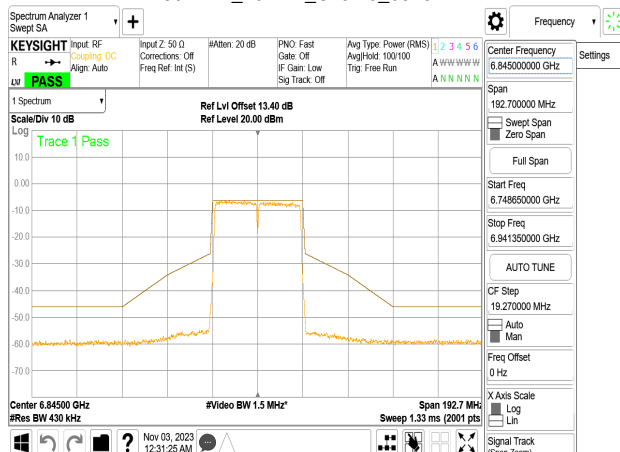 Spectrum Analyzer 1
Swept SA
Frequency
KEYSIGHT
Input: RF
Coupling: DC
Align: Auto
Input Z: 50 Ω
Corrections: Off
Freq Ref: Int (S)
#Atten: 20 dB
PNO: Fast
Gate: Off
IF Gain: Low
Sig Track: Off
Avg Type: Power (RMS)
Avg|Hold: 100/100
Trig: Free Run
1 2 3 4 5 6
A W W W W W
A N N N N N
R
LXI
PASS
1 Spectrum
Scale/Div 10 dB
Ref Lvl Offset 13.40 dB
Ref Level 20.00 dBm
Log
Trace 1 Pass
10.0
0.00
-10.0
-20.0
-30.0
-40.0
-50.0
-60.0
-70.0
Center 6.84500 GHz
#Res BW 430 kHz
#Video BW 1.5 MHz*
Span 192.7 MHz
Sweep 1.33 ms (2001 pts)
Nov 03, 2023
12:31:25 AM
Center Frequency
6.845000000 GHz
Settings
Span
192.700000 MHz
Swept Span
Zero Span
Full Span
Start Freq
6.748650000 GHz
Stop Freq
6.941350000 GHz
AUTO TUNE
CF Step
19.270000 MHz
Auto
Man
Freq Offset
0 Hz
X Axis Scale
Log
Lin
Signal Track
(Span Zoom)